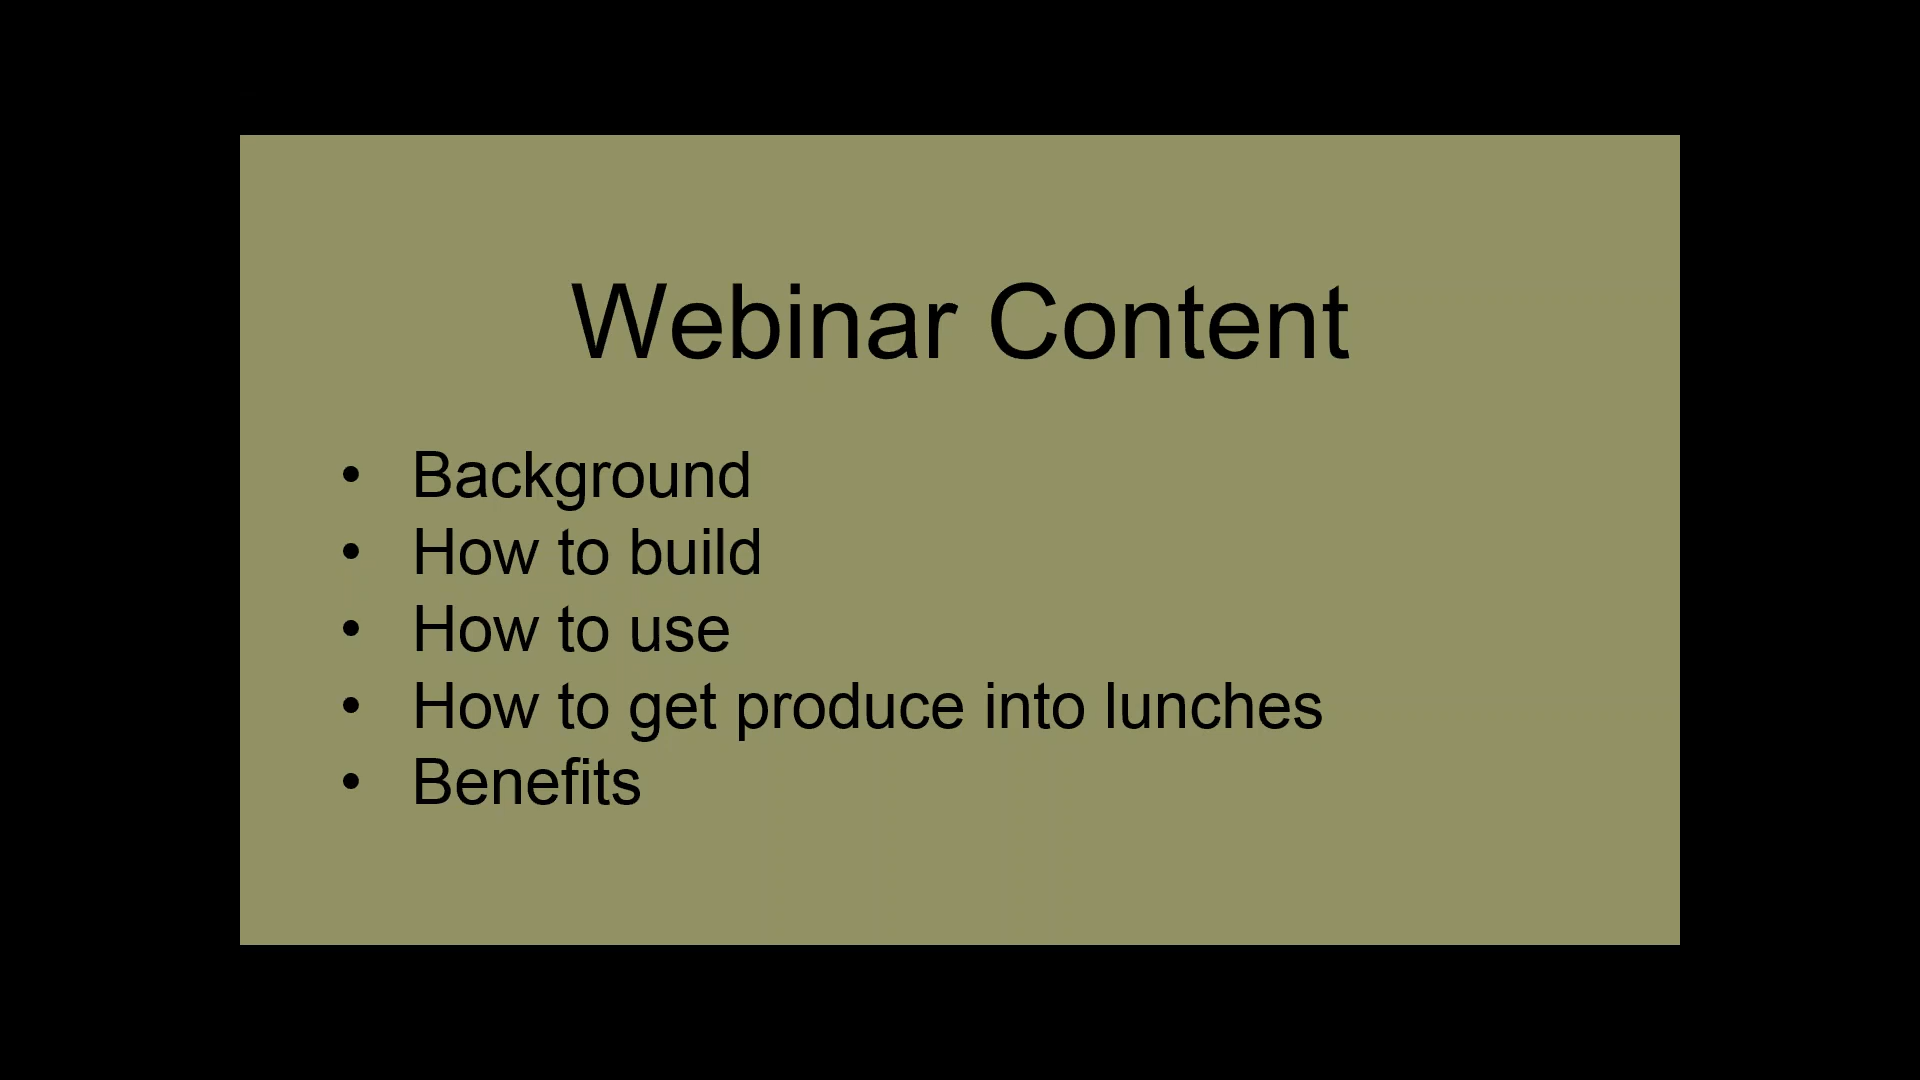 Webinar Content
• Background
• How to build
• How to use
• How to get produce into lunches
• Benefits